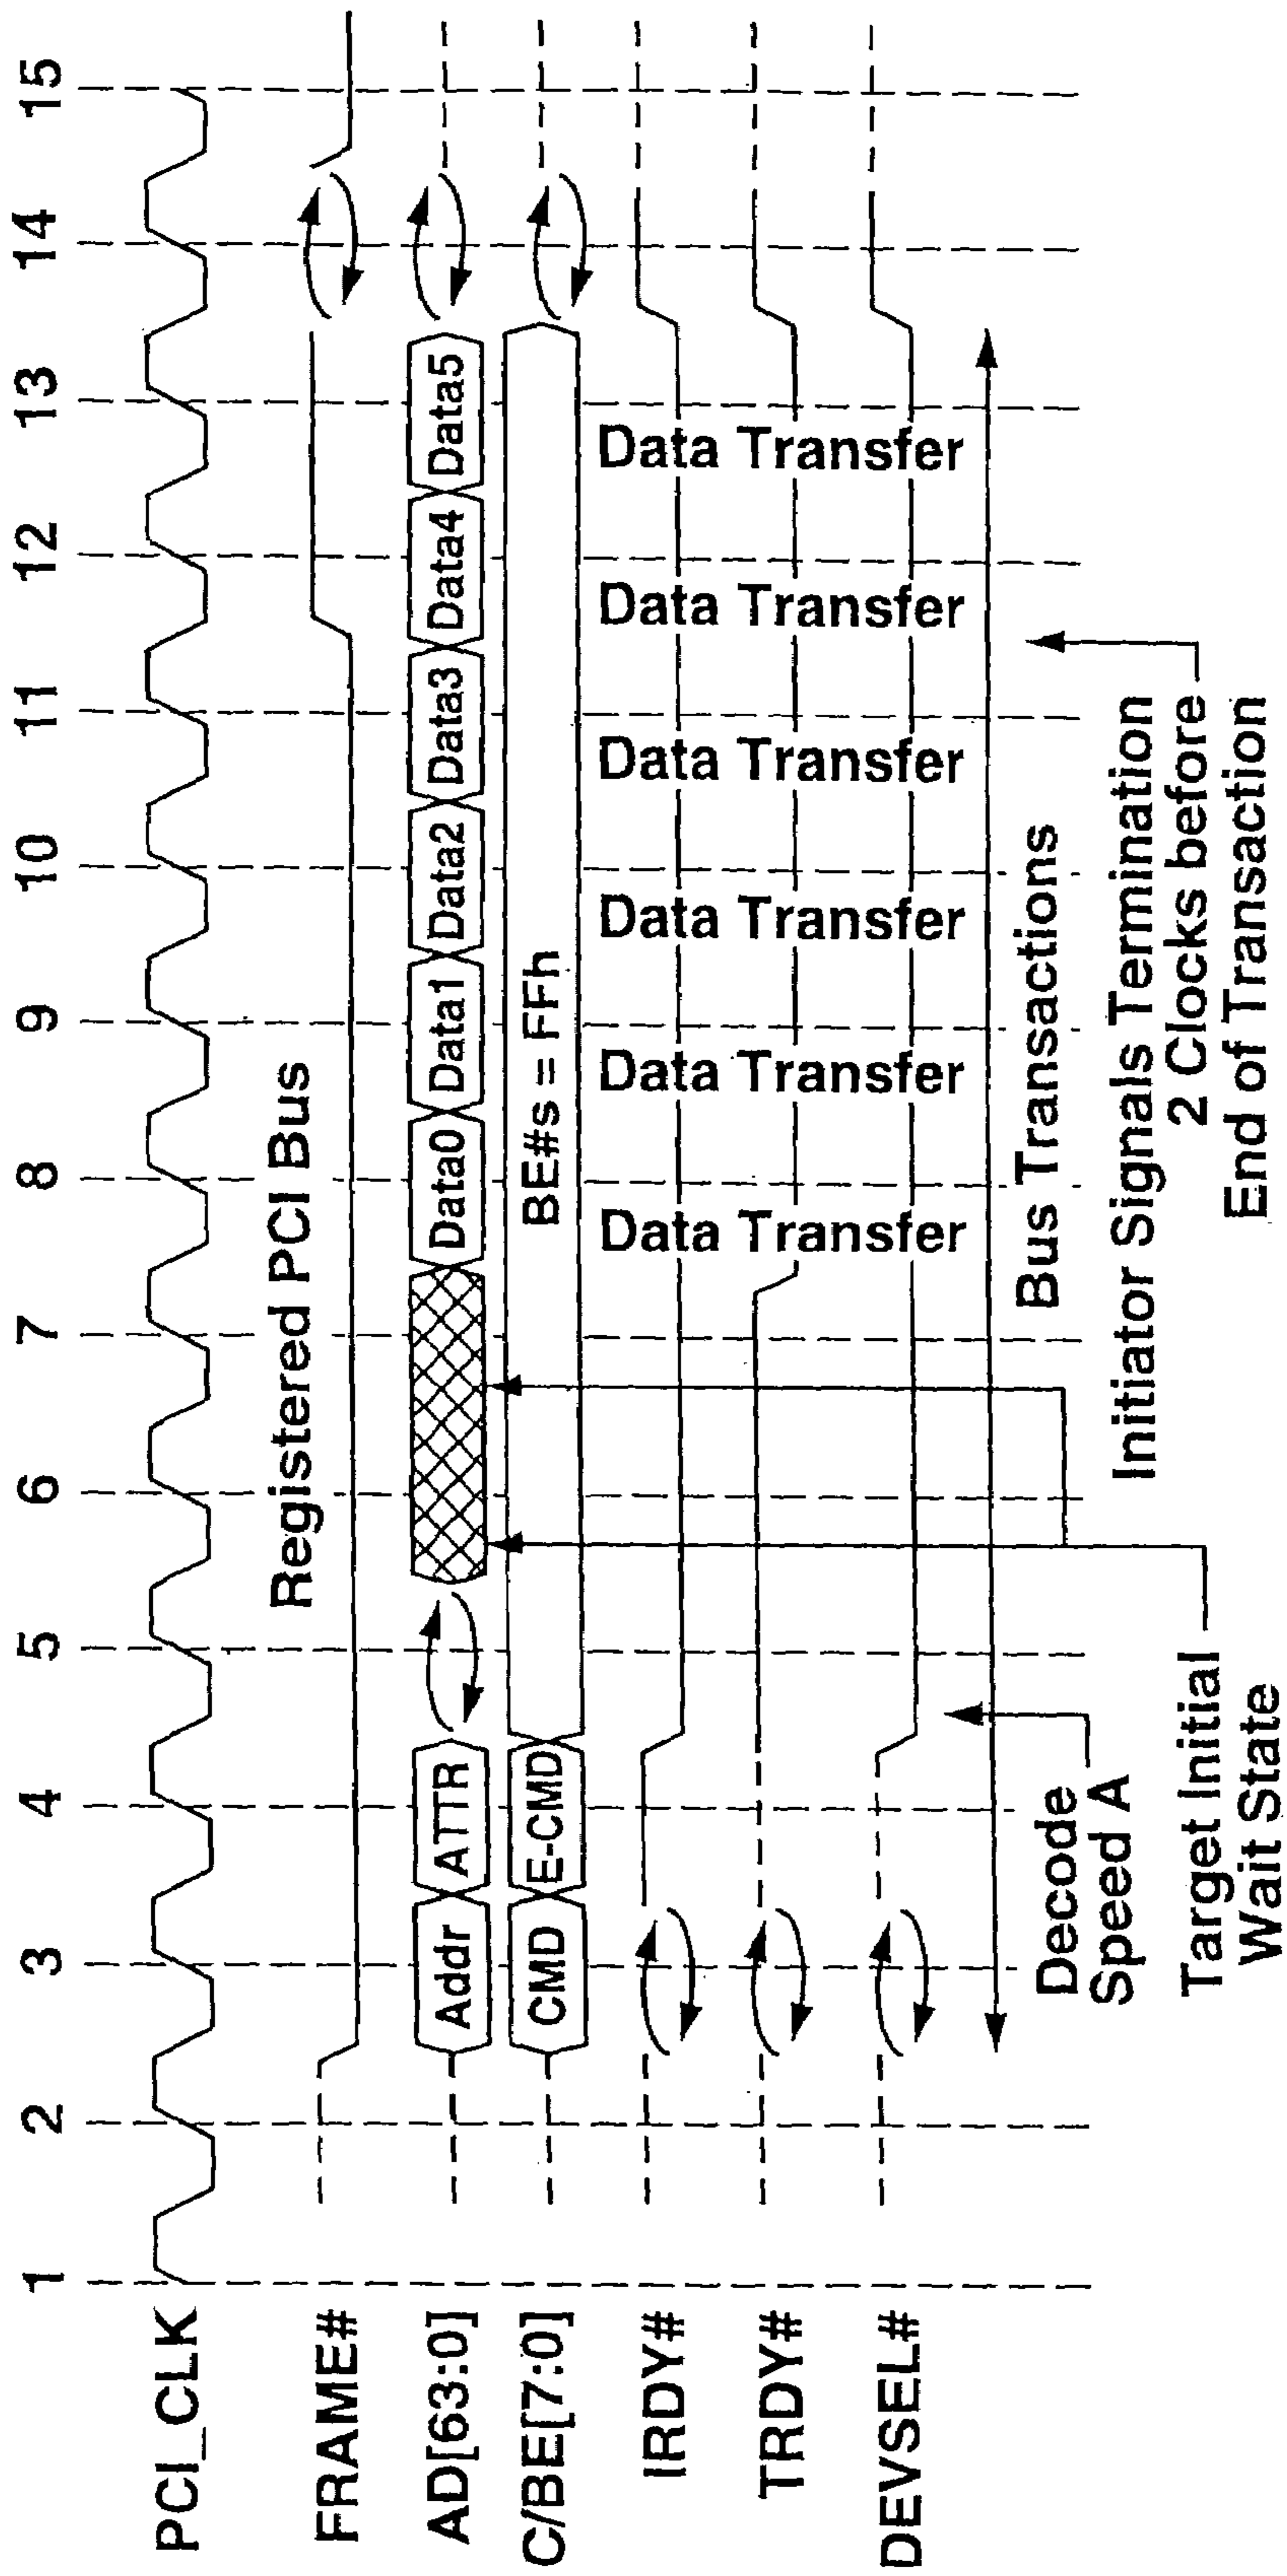 1 2 3 4 5 6 7 8 9 10 11 12 13 14 15
PCI_CLK
Registered PCI Bus
FRAME#
AD[63:0] Addr ATTR Data0 Data1 Data2 Data3 Data4 Data5
C/BE[7:0] CMD E-CMD BE#s = FFh
IRDY#
TRDY#
DEVSEL#
Data Transfer Data Transfer Data Transfer Data Transfer Data Transfer Data Transfer
Bus Transactions
Decode
Speed A
Target Initial
Wait State
Initiator Signals Termination
2 Clocks before
End of Transaction